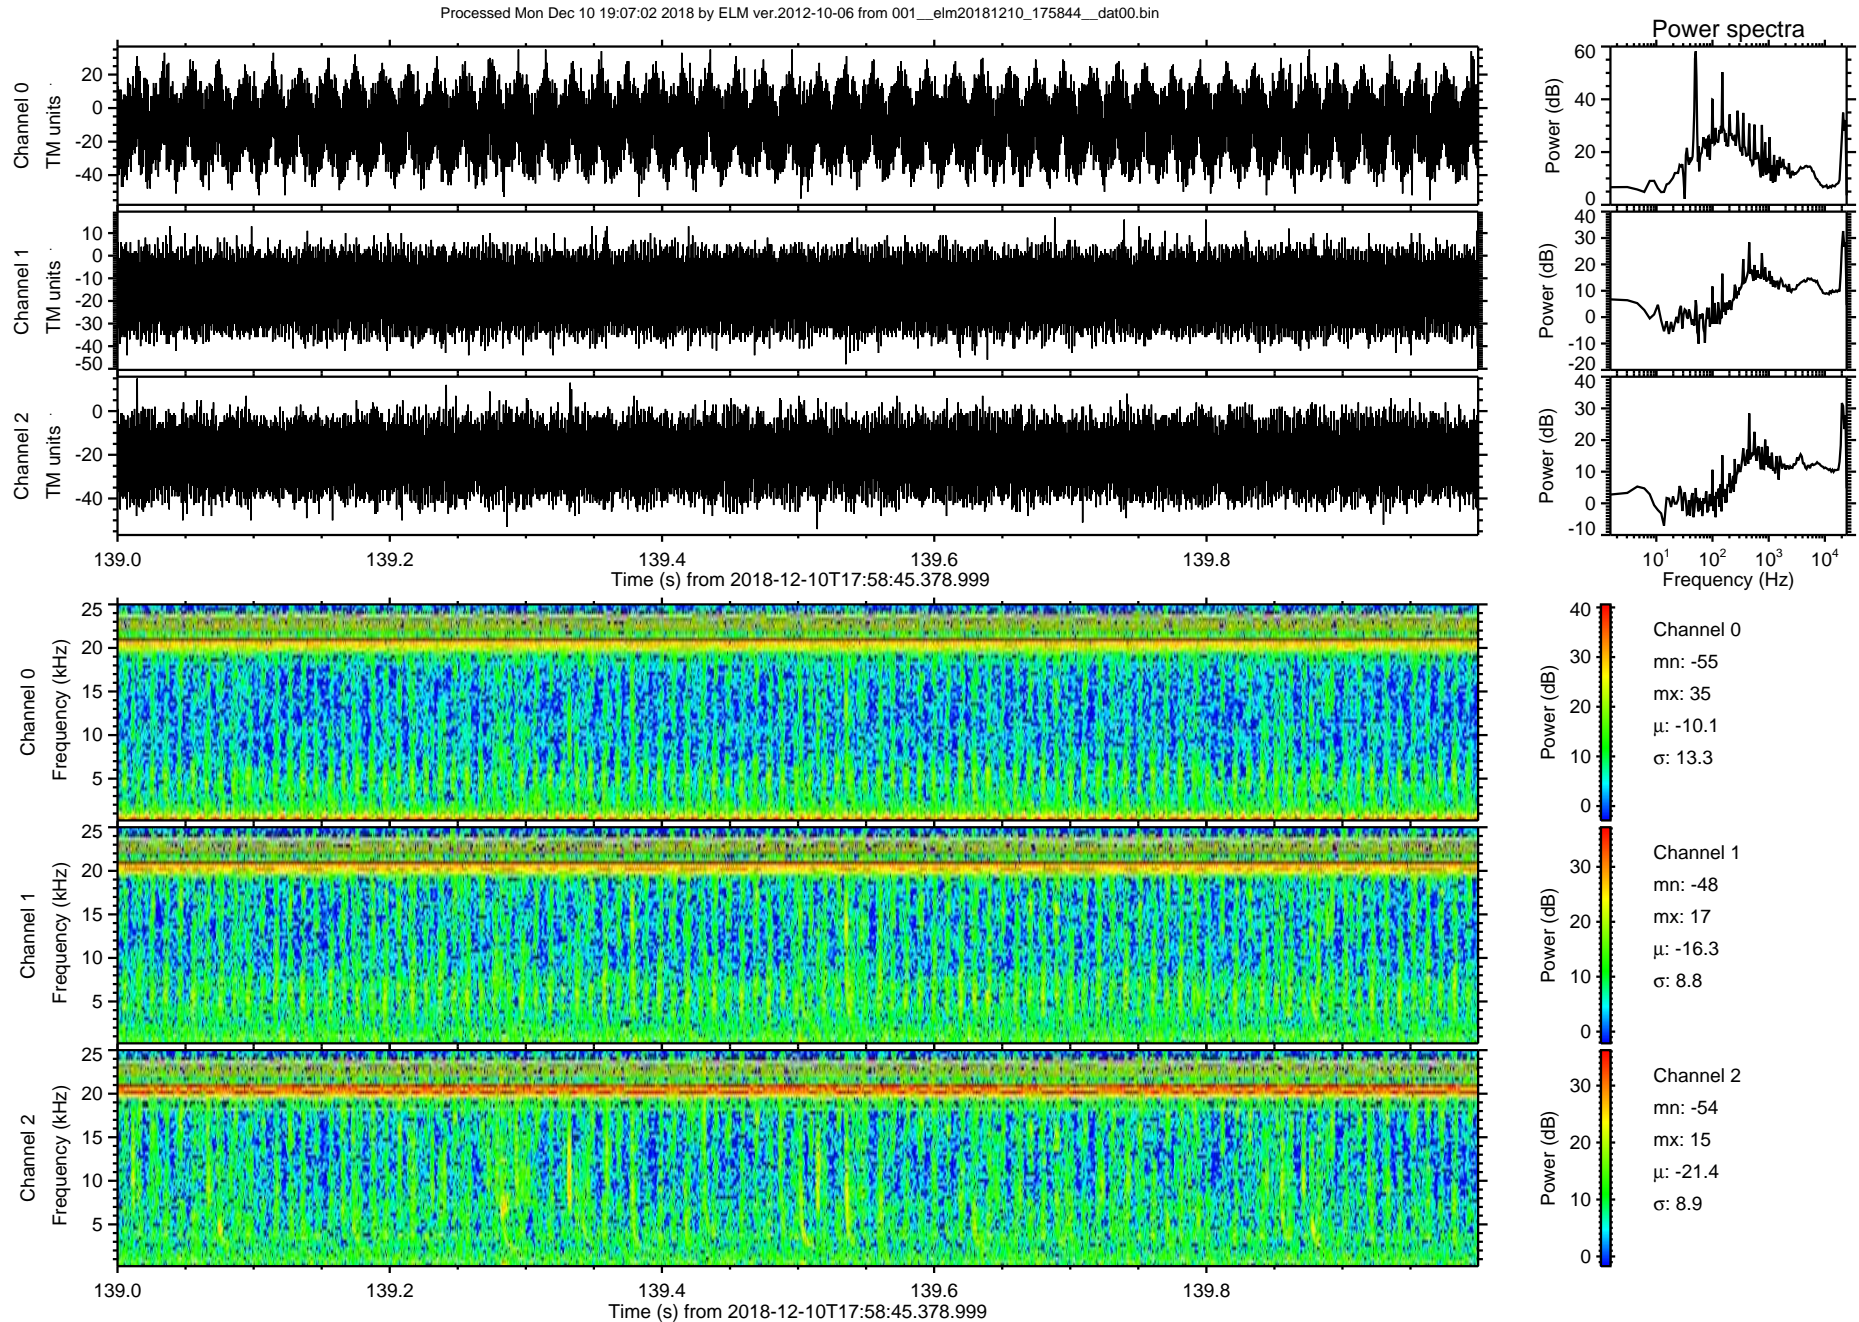 Processed Mon Dec 10 19:07:02 2018 by ELM ver.2012-10-06 from 001__elm20181210_175844__dat00.bin
Power spectra
Channel 0
TM units
20
0
-20
-40
Power (dB)
60
40
20
0
Channel 1
TM units
10
0
-10
-20
-30
-40
-50
Power (dB)
40
30
20
10
0
-10
-20
Channel 2
TM units
0
-20
-40
Power (dB)
40
30
20
10
0
-10
139.0 139.2 139.4 139.6 139.8
Time (s) from 2018-12-10T17:58:45.378.999
10^1 10^2 10^3 10^4
Frequency (Hz)
Channel 0
Frequency (kHz)
25
20
15
10
5
Power (dB)
40
30
20
10
0
Channel 0
mn: -55
mx: 35
μ: -10.1
σ: 13.3
Channel 1
Frequency (kHz)
25
20
15
10
5
Power (dB)
30
20
10
0
Channel 1
mn: -48
mx: 17
μ: -16.3
σ: 8.8
Channel 2
Frequency (kHz)
25
20
15
10
5
Power (dB)
30
20
10
0
Channel 2
mn: -54
mx: 15
μ: -21.4
σ: 8.9
139.0 139.2 139.4 139.6 139.8
Time (s) from 2018-12-10T17:58:45.378.999